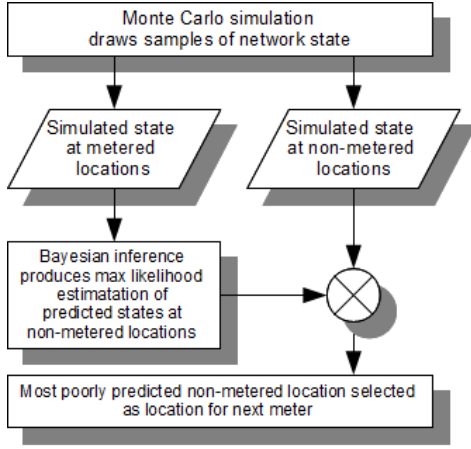 Monte Carlo simulation
draws samples of network state
Simulated state
at metered
locations
Simulated state
at non-metered
locations
Bayesian inference
produces max likelihood
estimatation of
predicted states at
non-metered locations
Most poorly predicted non-metered location selected
as location for next meter